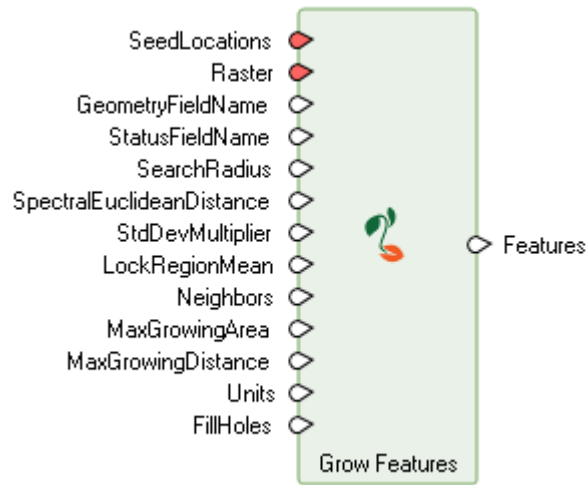 SeedLocations
Raster
GeometryFieldName
StatusFieldName
SearchRadius
SpectralEuclideanDistance
StdDevMultiplier
LockRegionMean
Neighbors
MaxGrowingArea
MaxGrowingDistance
Units
FillHoles
Features
Grow Features